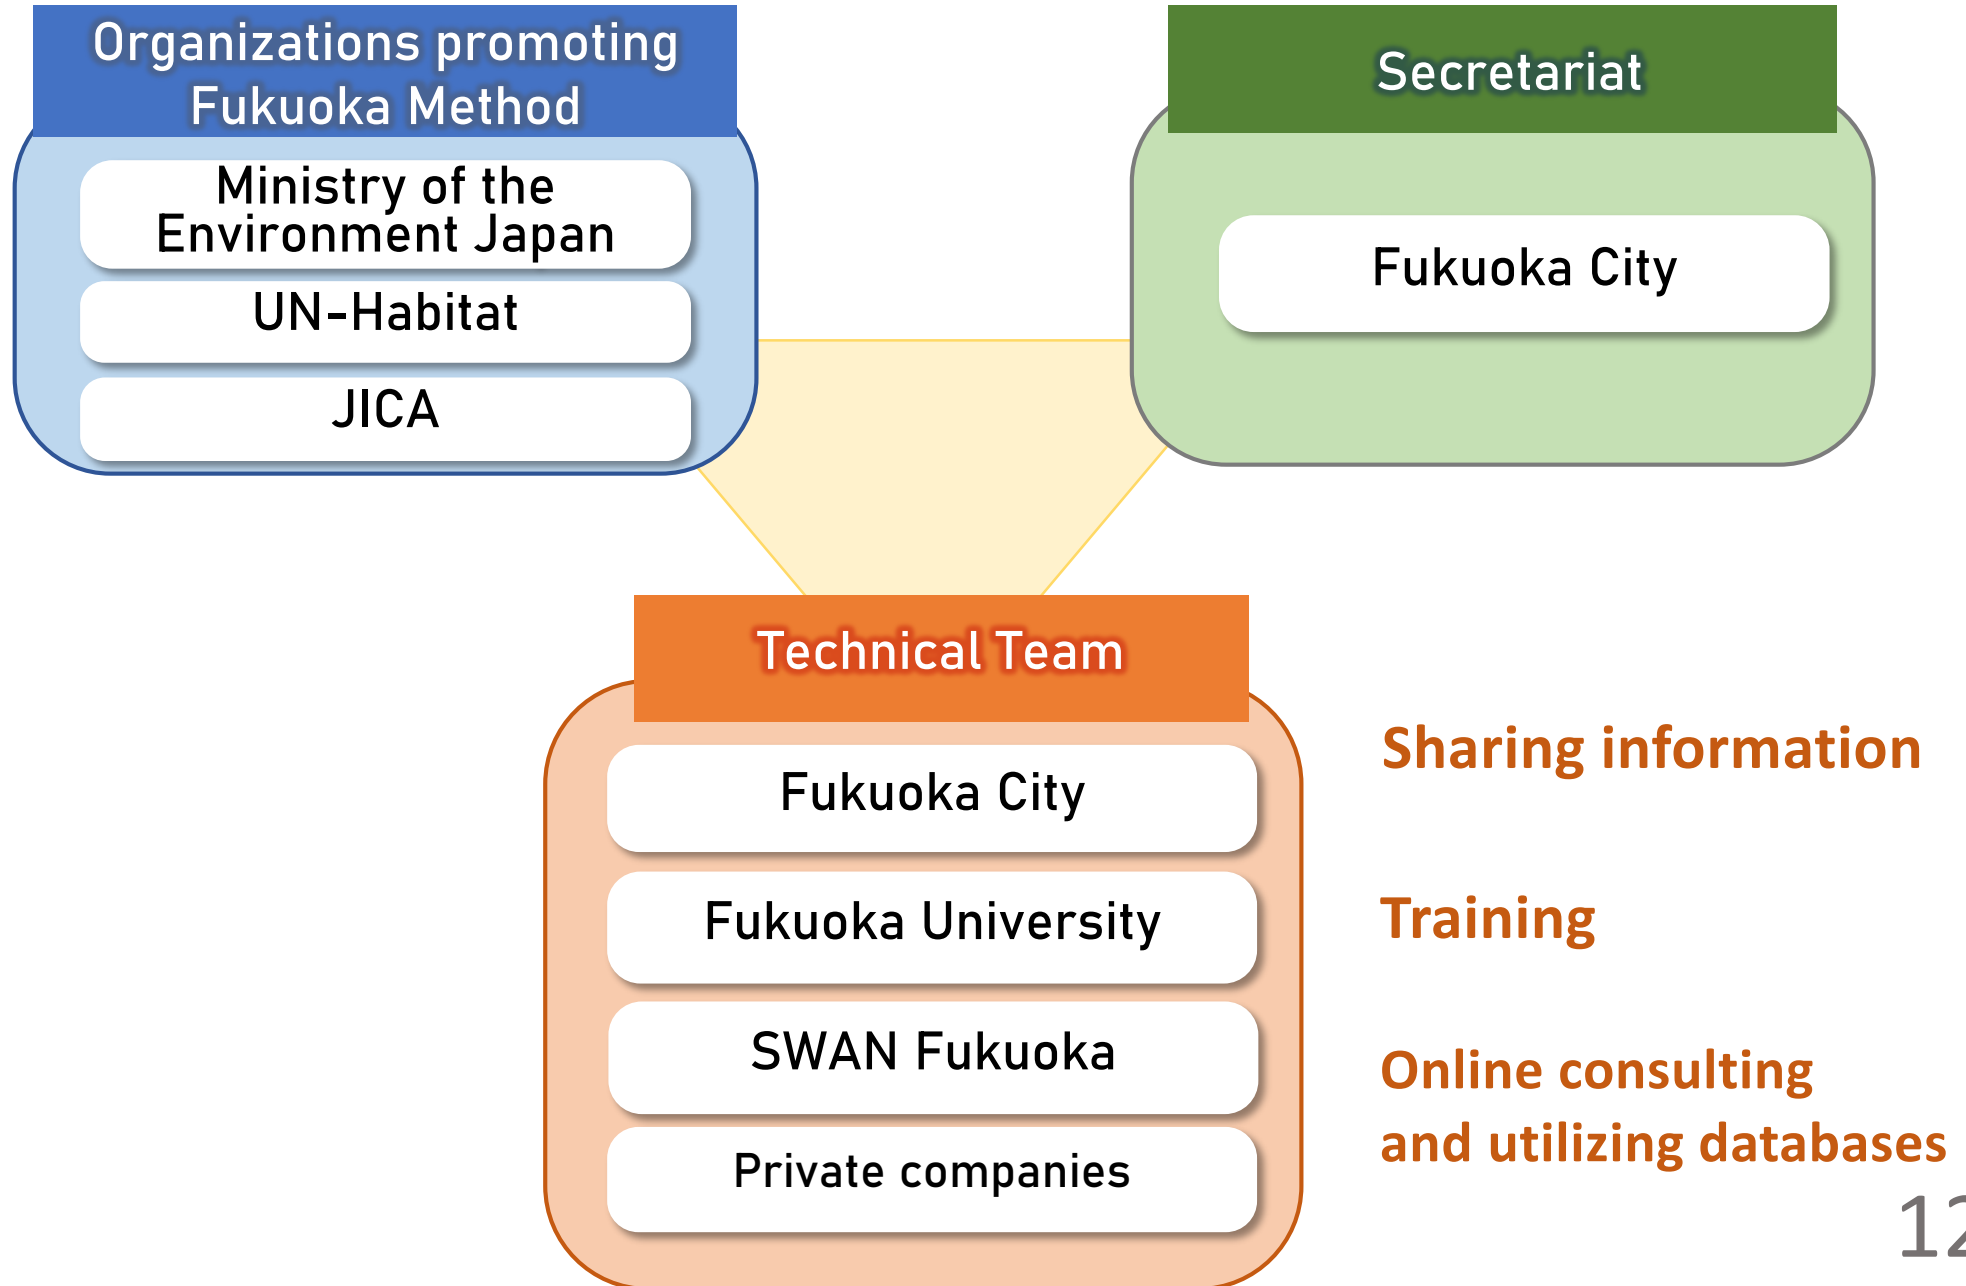 Organizations promoting
Fukuoka Method
Ministry of the
Environment Japan
UN-Habitat
JICA
Secretariat
Fukuoka City
Technical Team
Fukuoka City
Fukuoka University
SWAN Fukuoka
Private companies
Sharing information
Training
Online consulting
and utilizing databases
12